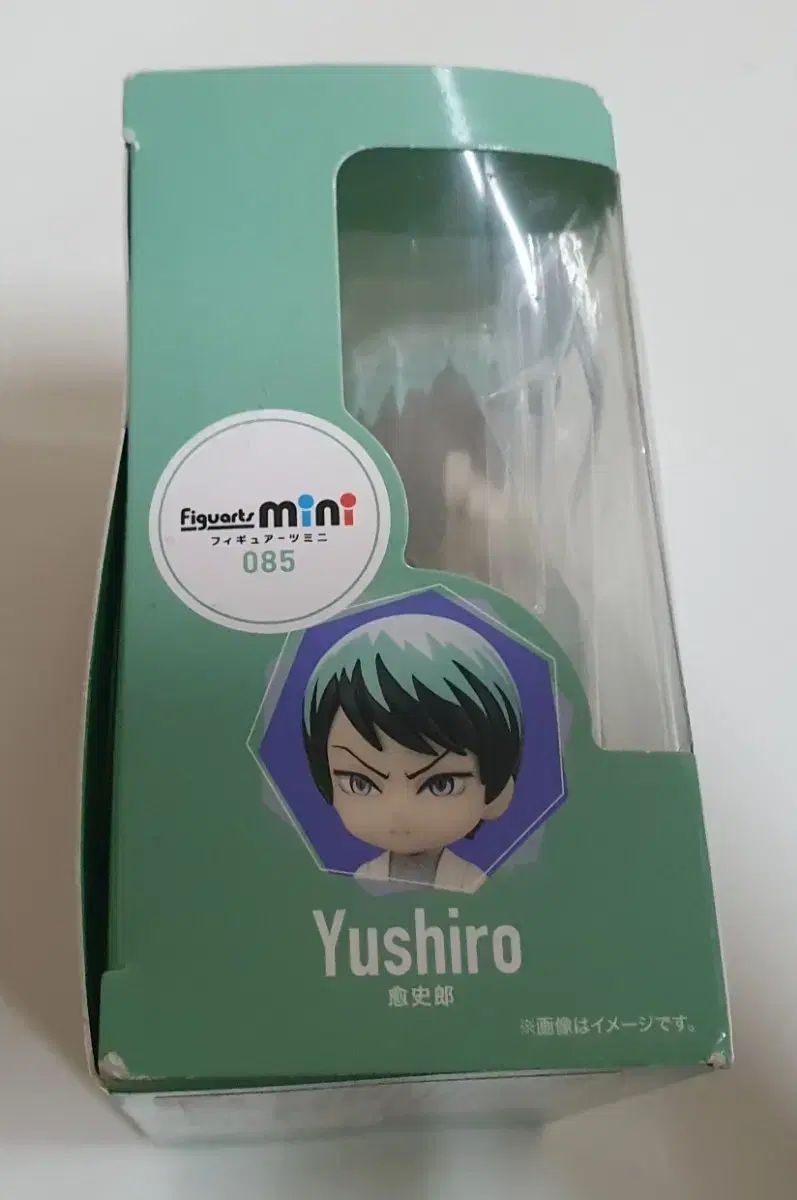 Figuarts mini
フィギュアーツミニ
085
Yushiro
愈史郎
※画像はイメージです。